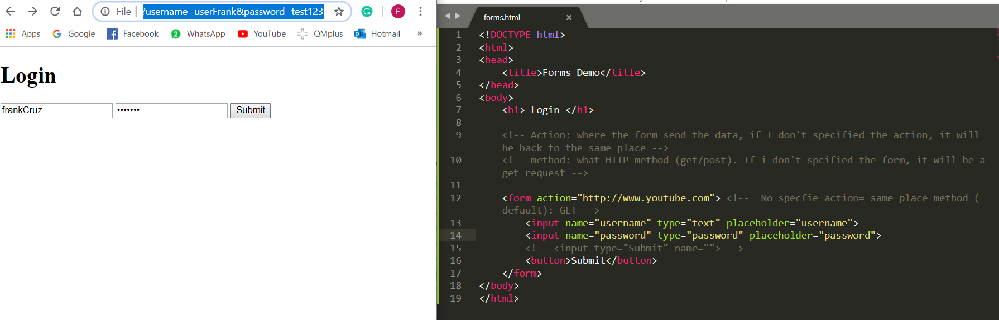 File | ?username=userFrank&password=test123 F
Apps Google Facebook 2 WhatsApp YouTube QMplus Hotmail »
Login
frankCruz ••••••• Submit
forms.html ×
1 <!DOCTYPE html>
2 <html>
3 <head>
4 <title>Forms Demo</title>
5 </head>
6 <body>
7 <h1> Login </h1>
8
9 <!-- Action: where the form send the data, if I don't specified the action, it will
be back to the same place -->
10 <!-- method: what HTTP method (get/post). If i don't spcified the form, it will be a
get request -->
11
12 <form action="http://www.youtube.com"> <!--  No specfie action= same place method (
default): GET -->
13 <input name="username" type="text" placeholder="username">
14 <input name="password" type="password" placeholder="password">
15 <!-- <input type="Submit" name=""> -->
16 <button>Submit</button>
17 </form>
18 </body>
19 </html>